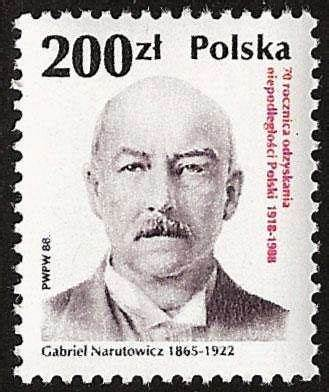 200zł Polska
70 rocznica odzyskania
niepodległości Polski 1918-1988
PWPW 88.
Gabriel Narutowicz 1865-1922